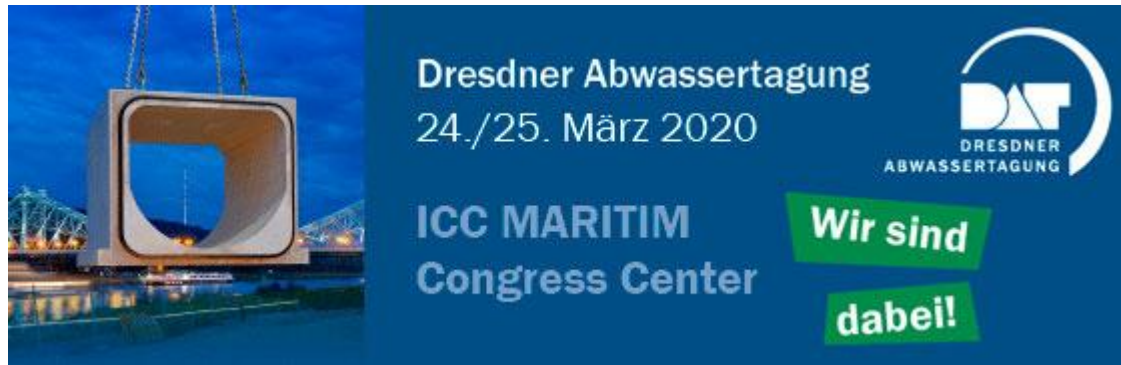 Dresdner Abwassertagung
24./25. März 2020
ICC MARITIM
Congress Center
DAT
DRESDNER
ABWASSERTAGUNG
Wir sind
dabei!